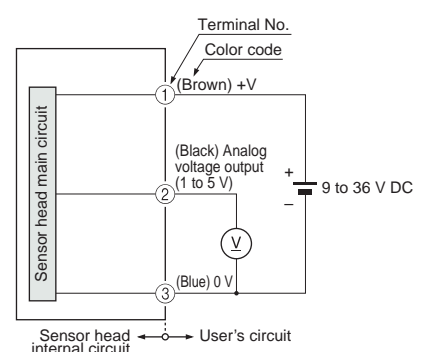 Terminal No.
Color code
(Brown) +V
1
Sensor head main circuit
(Black) Analog
voltage output
(1 to 5 V)
2
+
9 to 36 V DC
–
V
(Blue) 0 V
3
Sensor head
internal circuit
User's circuit